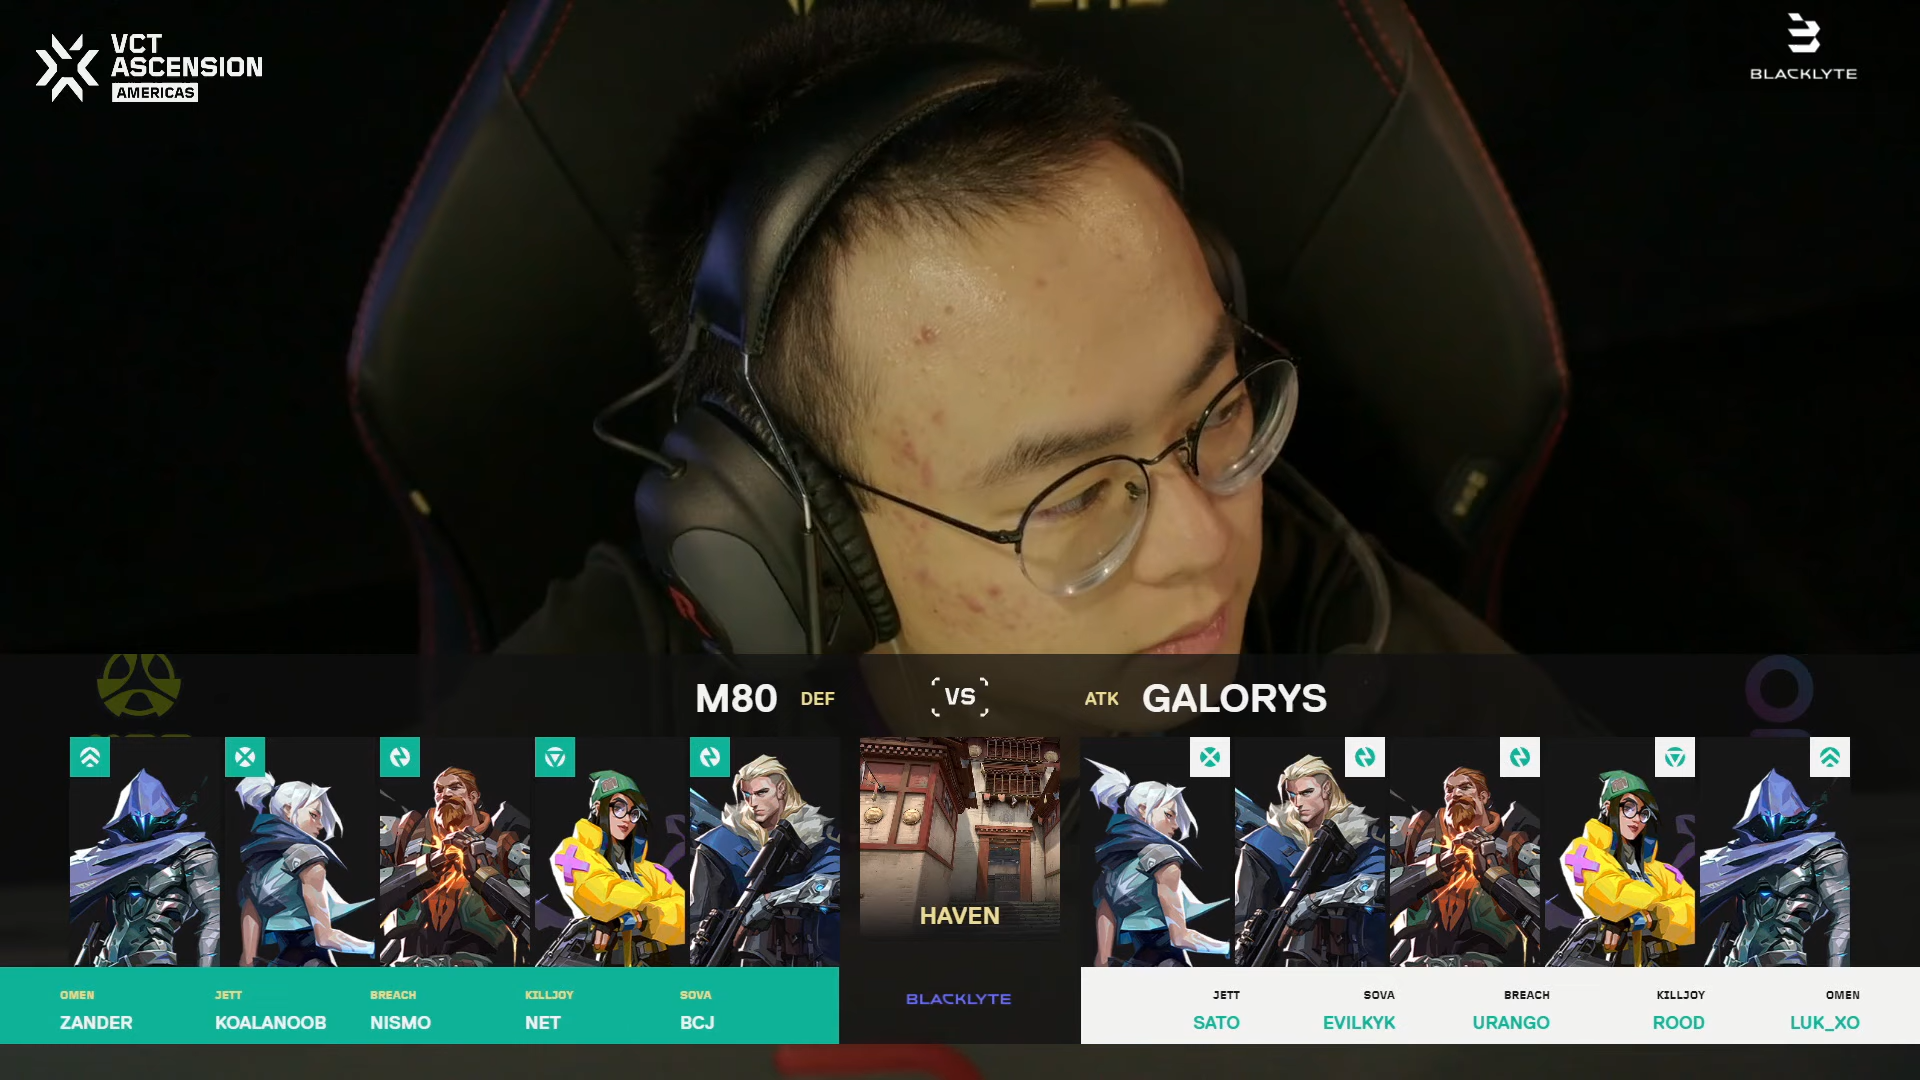 VCT
ASCENSION
AMERICAS
BLACKLYTE
M80 DEF VS ATK GALORYS
HAVEN
OMEN JETT BREACH KILLJOY SOVA
ZANDER KOALANOOB NISMO NET BCJ
BLACKLYTE
JETT SOVA BREACH KILLJOY OMEN
SATO EVILKYK URANGO ROOD LUK_XO